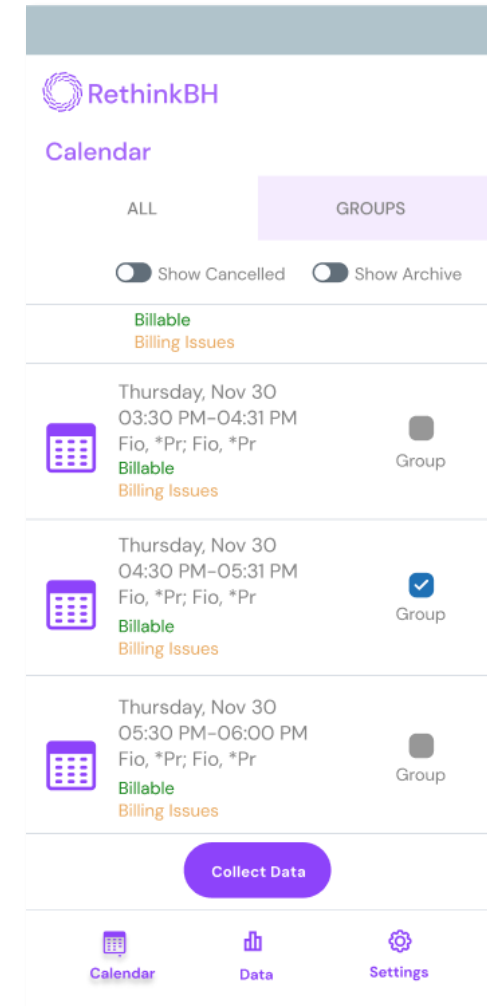 RethinkBH
Calendar
ALL GROUPS
Show Cancelled Show Archive
Billable
Billing Issues
Thursday, Nov 30
03:30 PM-04:31 PM
Fio, *Pr; Fio, *Pr
Billable
Billing Issues
Group
Thursday, Nov 30
04:30 PM-05:31 PM
Fio, *Pr; Fio, *Pr
Billable
Billing Issues
Group
Thursday, Nov 30
05:30 PM-06:00 PM
Fio, *Pr; Fio, *Pr
Billable
Billing Issues
Group
Collect Data
Calendar Data Settings